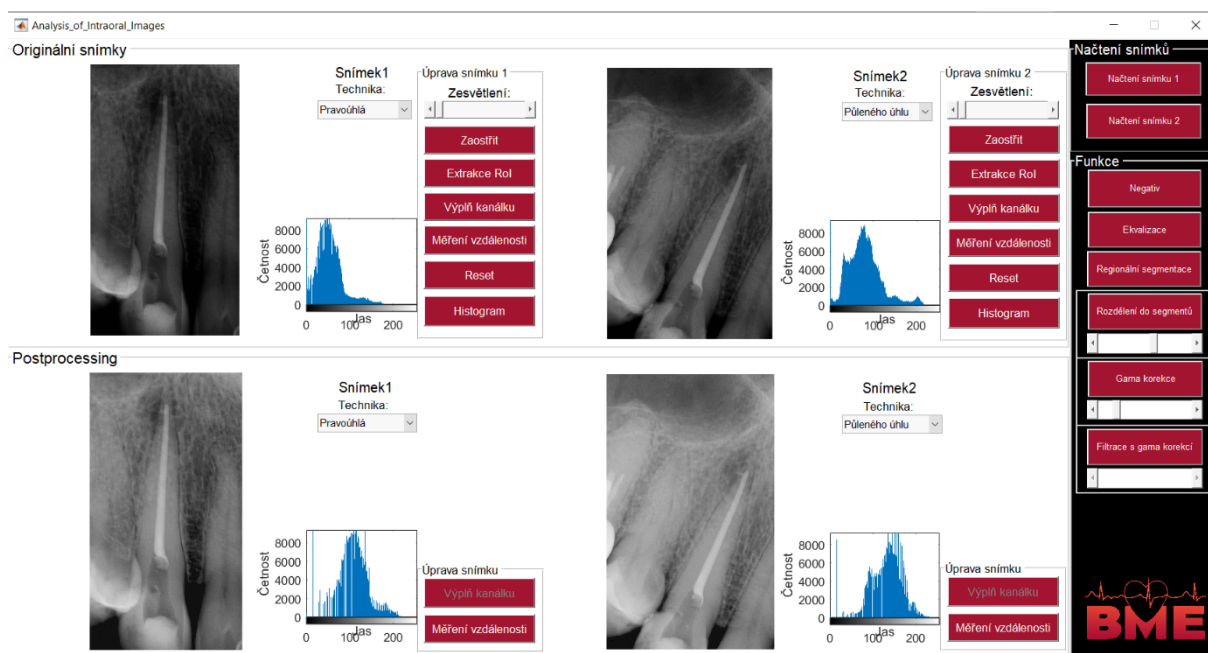 Analysis_of_Intraoral_Images
Originální snímky
Snímek1
Technika:
Pravoúhlá
Četnost
8000
6000
4000
2000
0
0
100
200
Jas
Úprava snímku 1
Zesvětlení:
Zaostřit
Extrakce RoI
Výplň kanálku
Měření vzdálenosti
Reset
Histogram
Snímek2
Technika:
Půleného úhlu
Četnost
8000
6000
4000
2000
0
0
100
200
Jas
Úprava snímku 2
Zesvětlení:
Zaostřit
Extrakce RoI
Výplň kanálku
Měření vzdálenosti
Reset
Histogram
Postprocessing
Snímek1
Technika:
Pravoúhlá
Četnost
8000
6000
4000
2000
0
0
100
200
Jas
Úprava snímku
Výplň kanálku
Měření vzdálenosti
Snímek2
Technika:
Půleného úhlu
Četnost
8000
6000
4000
2000
0
0
100
200
Jas
Úprava snímku
Výplň kanálku
Měření vzdálenosti
Načtení snímků
Načtení snímku 1
Načtení snímku 2
Funkce
Negativ
Ekvalizace
Regionální segmentace
Rozdělení do segmentů
Gama korekce
Filtrace s gama korekcí
BME